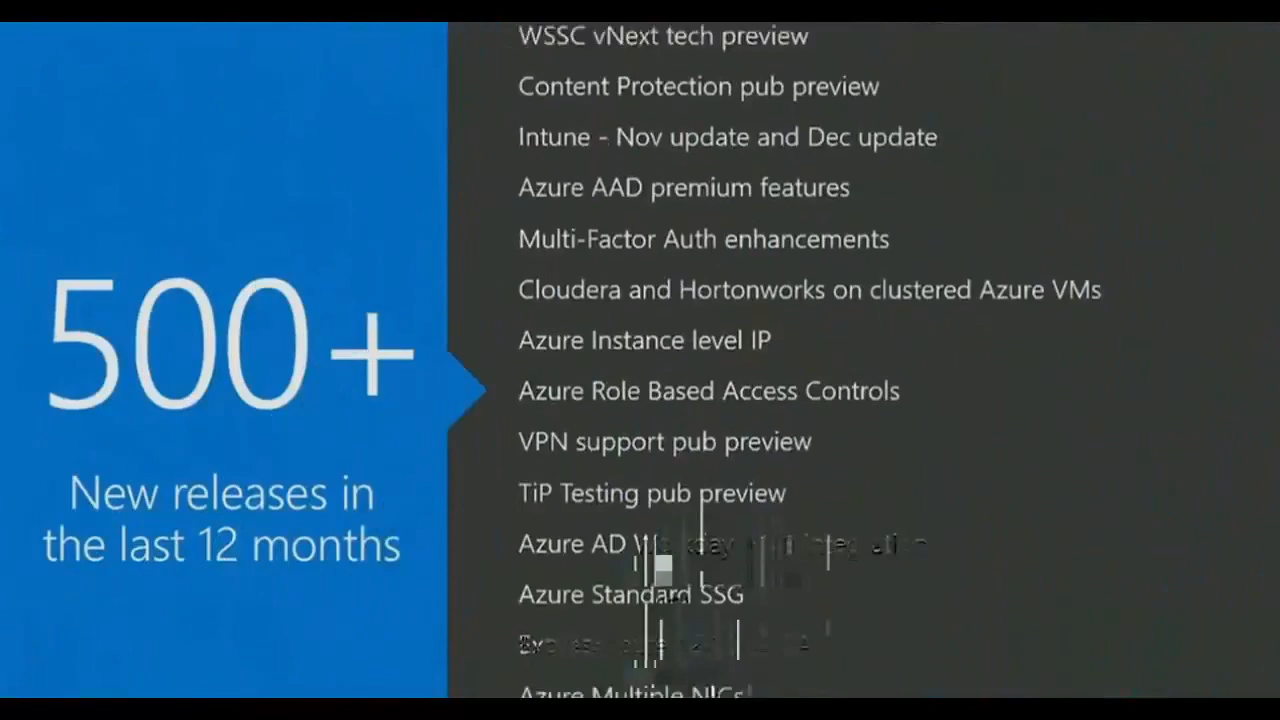 500+
New releases in
the last 12 months
WSSC vNext tech preview
Content Protection pub preview
Intune - Nov update and Dec update
Azure AAD premium features
Multi-Factor Auth enhancements
Cloudera and Hortonworks on clustered Azure VMs
Azure Instance level IP
Azure Role Based Access Controls
VPN support pub preview
TiP Testing pub preview
Azure AD
Azure Standard SSG
Azure Multiple NICs